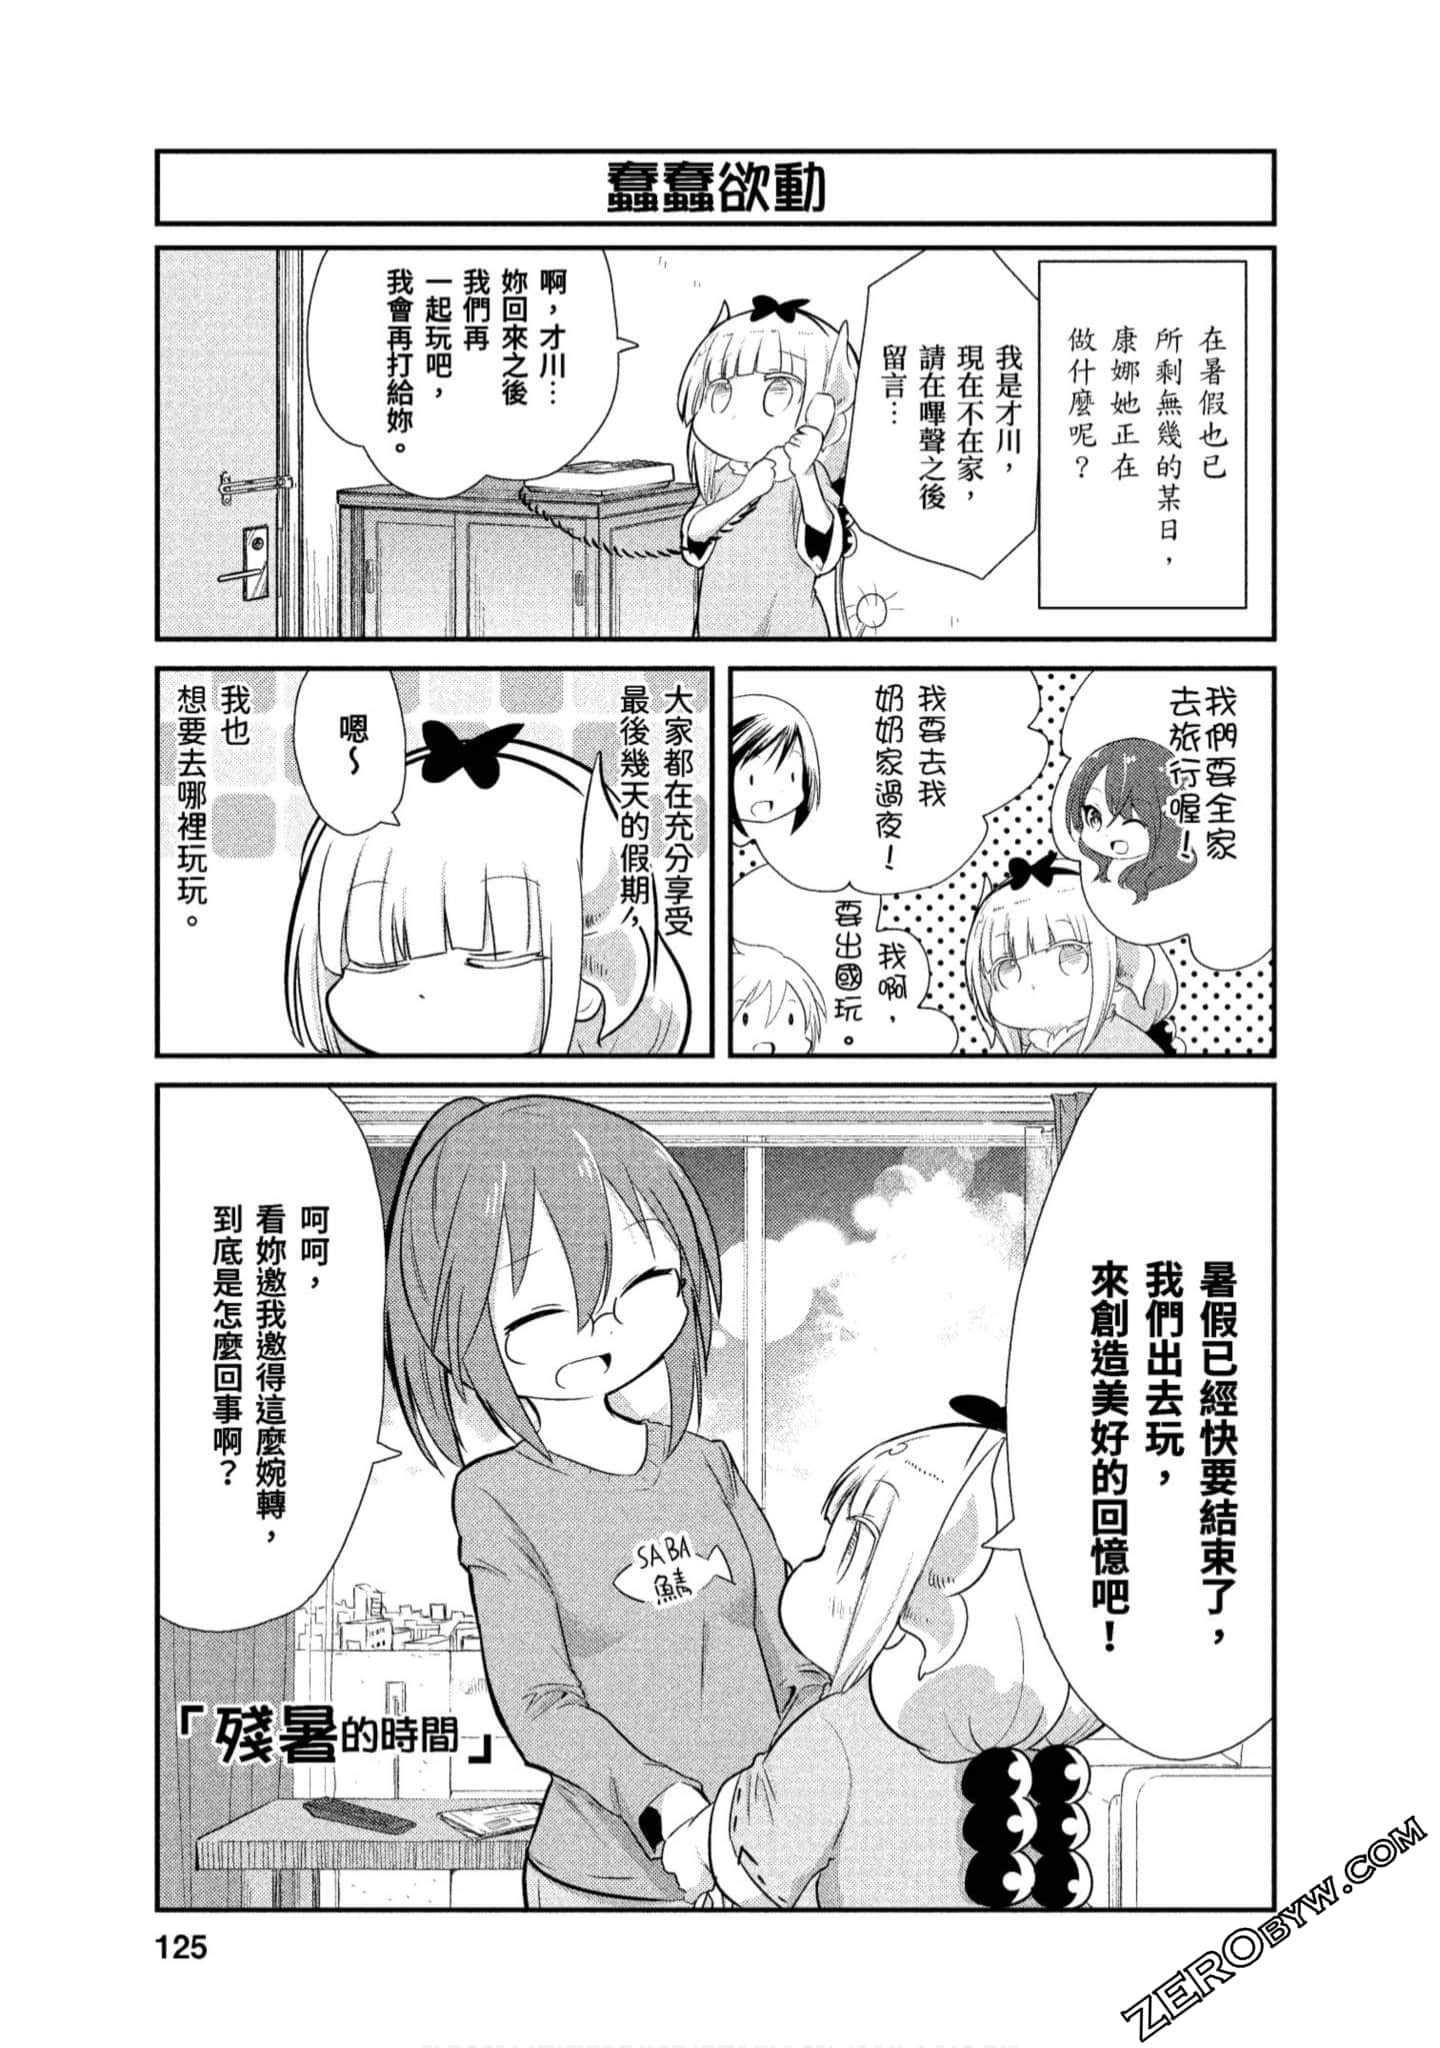 蠢蠢欲動
在暑假也已
所剩無幾的某日，
康娜她正在
做什麼呢？
我是才川，
現在不在家，
請在嗶聲之後
留言…
啊，才川…
妳回來之後
我們再
一起玩吧，
我會再打給妳。
我們要全家
去旅行喔！
我要去我
奶奶家過夜！
我啊，
要出國玩。
大家都在充分享受
最後幾天的假期，
嗯～
我也
想要去哪裡玩玩。
暑假已經快要結束了，
我們出去玩，
來創造美好的回憶吧！
呵呵，
看妳邀我邀得這麼婉轉，
到底是怎麼回事啊？
SABA
鯖
「殘暑的時間」
125
ZEROBYW.COM